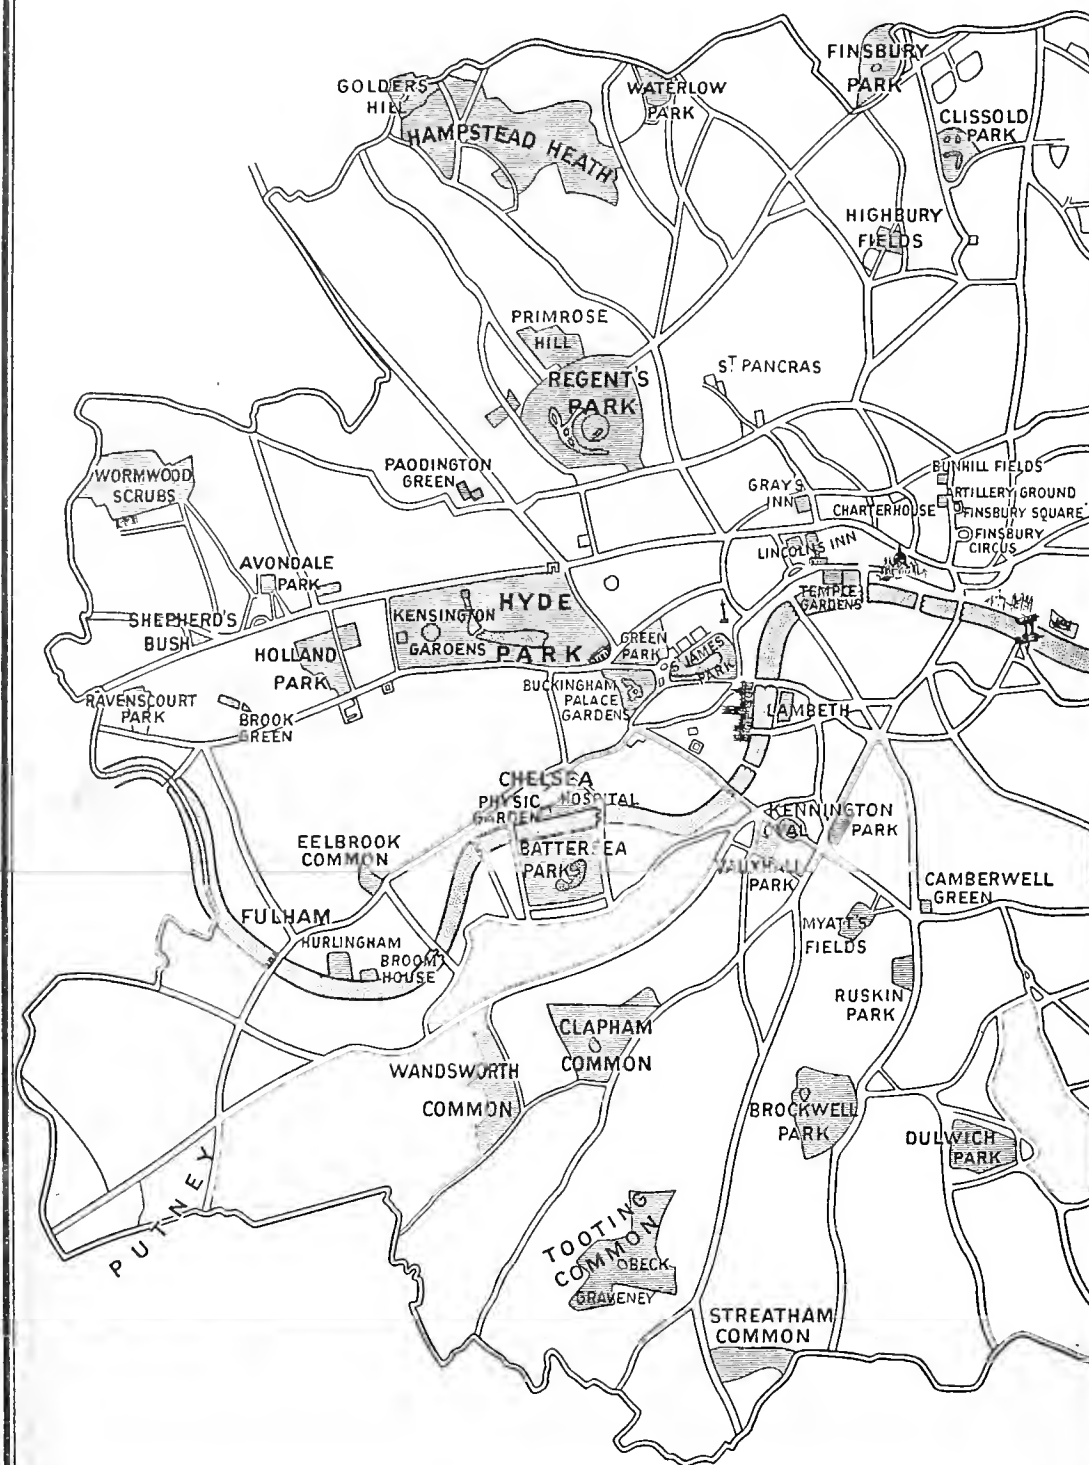 FINSBURY
PARK
GOLDERS
HILL
WATERLOW
PARK
CLISSOLD
PARK
HAMPSTEAD HEATH
HIGHBURY
FIELDS
PRIMROSE
HILL
REGENT'S
PARK
ST PANCRAS
WORMWOOD
SCRUBS
PADDINGTON
GREEN
GRAY'S
INN
CHARTERHOUSE
BUNHILL FIELDS
ARTILLERY GROUND
FINSBURY SQUARE
FINSBURY
CIRCUS
LINCOLN'S INN
AVONDALE
PARK
TEMPLE
GARDENS
SHEPHERD'S
BUSH
HOLLAND
PARK
KENSINGTON
GARDENS
HYDE
PARK
GREEN
PARK
ST JAMES
PARK
BUCKINGHAM
PALACE
GARDENS
RAVENSCOURT
PARK
BROOK
GREEN
LAMBETH
CHELSEA
PHYSIC
GARDEN
HOSPITAL
KENNINGTON
OVAL
PARK
EELBROOK
COMMON
BATTERSEA
PARK
VAUXHALL
PARK
CAMBERWELL
GREEN
FULHAM
HURLINGHAM
BROOM
HOUSE
MYATT'S
FIELDS
RUSKIN
PARK
CLAPHAM
COMMON
WANDSWORTH
COMMON
BROCKWELL
PARK
DULWICH
PARK
PUTNEY
TOOTING
COMMON
BECK
GRAVENEY
STREATHAM
COMMON